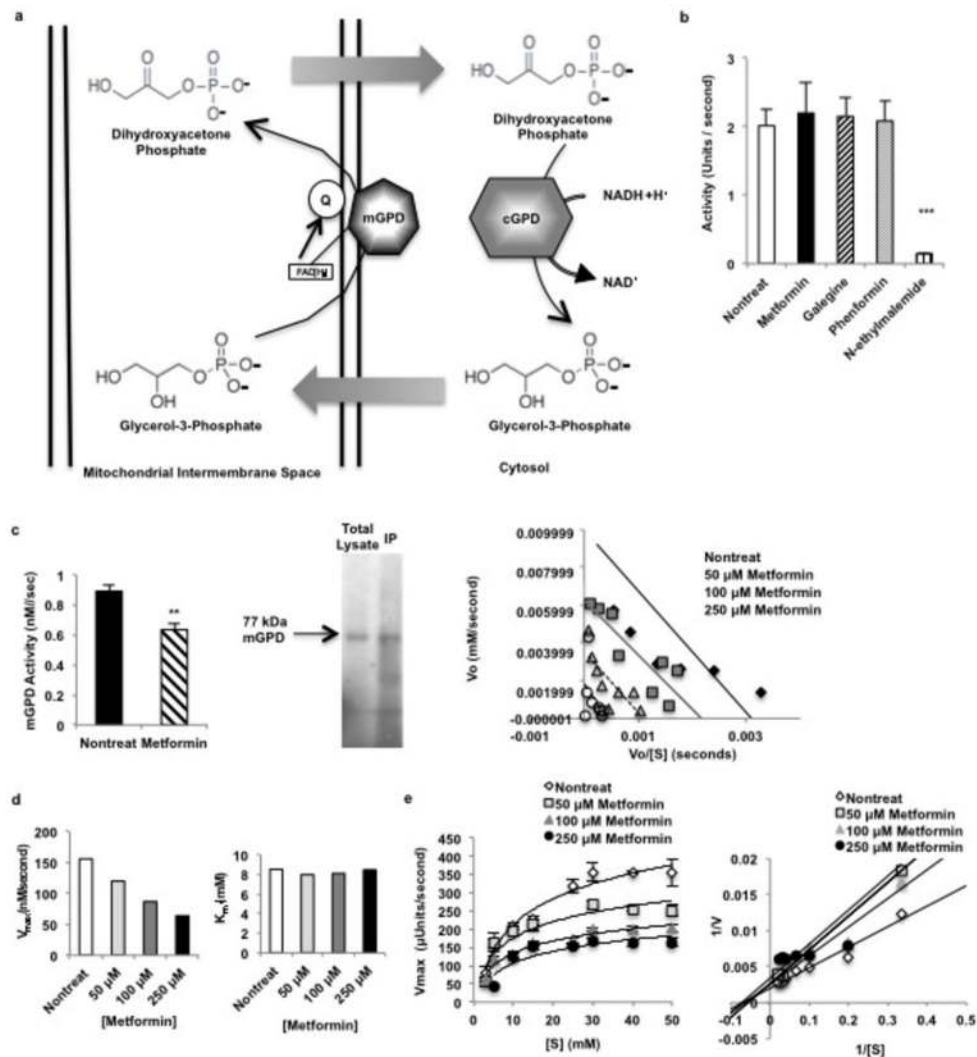 a
HO
O
O
P
O
O-
O-
Dihydroxyacetone
Phosphate
HO
O
O
P
O
O-
O-
Dihydroxyacetone
Phosphate
Q
mGPD
cGPD
NADH+H⁺
NAD⁺
HO
OH
O
P
O
O-
O-
Glycerol-3-Phosphate
HO
OH
O
P
O
O-
O-
Glycerol-3-Phosphate
Mitochondrial Intermembrane Space
Cytosol
b
Activity (Units / second)
3
2
1
0
***
Nontreat
Metformin
Galegine
Phenformin
N-ethylmalemide
c
mGPD Activity (nM//sec)
1
0.8
0.6
0.4
0.2
0
**
Nontreat Metformin
Total
Lysate IP
77 kDa
mGPD
Vo (mM/second)
0.009999
0.007999
0.005999
0.003999
0.001999
-0.000001
-0.001 0.001 0.003
Vo/[S] (seconds)
Nontreat
50 µM Metformin
100 µM Metformin
250 µM Metformin
d
Vmax (nM/second)
200
150
100
50
0
Nontreat
50 µM
100 µM
250 µM
[Metformin]
Km (mM)
10
8
6
4
2
0
Nontreat
50 µM
100 µM
250 µM
[Metformin]
e
Nontreat
50 µM Metformin
100 µM Metformin
250 µM Metformin
Vmax (µUnits/second)
450
400
350
300
250
200
150
100
50
0
0 10 20 30 40 50
[S] (mM)
Nontreat
50 µM Metformin
100 µM Metformin
250 µM Metformin
1/V
0.02
0.015
0.01
0.005
0
-0.005
-0.1 0 0.1 0.2 0.3 0.4 0.5
1/[S]